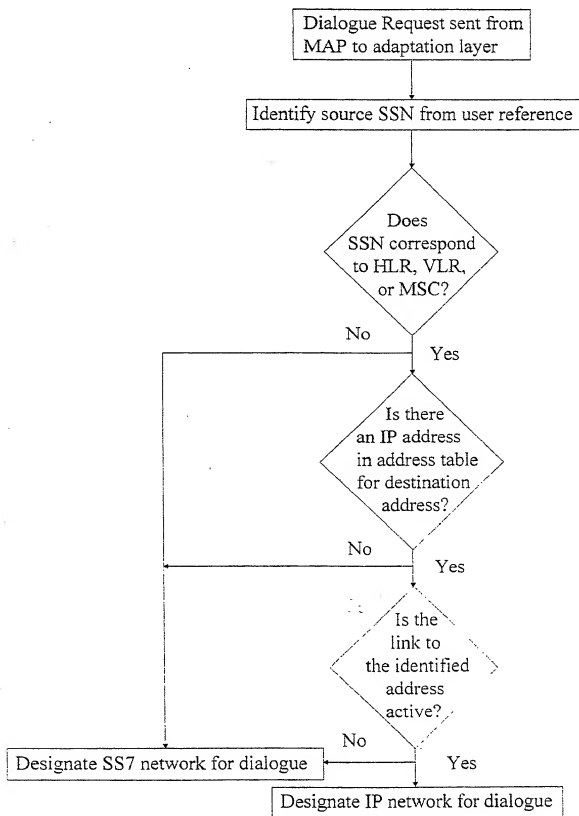 Dialogue Request sent from
MAP to adaptation layer
Identify source SSN from user reference
Does
SSN correspond
to HLR, VLR,
or MSC?
No
Yes
Is there
an IP address
in address table
for destination
address?
No
Yes
Is the
link to
the identified
address
active?
No
Yes
Designate SS7 network for dialogue
Designate IP network for dialogue